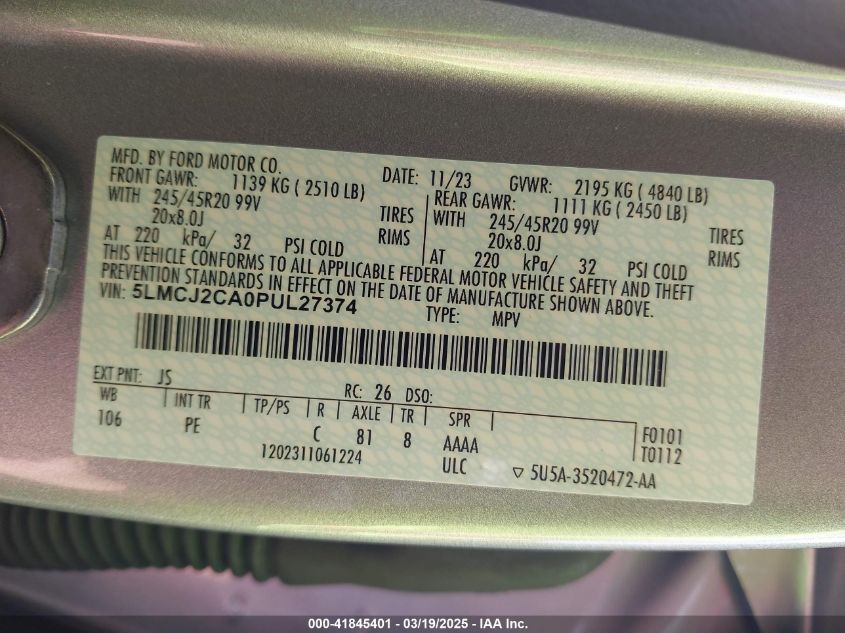 MFD. BY FORD MOTOR CO. DATE: 11/23 GVWR: 2195 KG ( 4840 LB)
FRONT GAWR: 1139 KG ( 2510 LB) REAR GAWR: 1111 KG ( 2450 LB)
WITH 245/45R20 99V TIRES WITH 245/45R20 99V TIRES
20x8.0J RIMS 20x8.0J RIMS
AT 220 kPa/ 32 PSI COLD AT 220 kPa/ 32 PSI COLD
THIS VEHICLE CONFORMS TO ALL APPLICABLE FEDERAL MOTOR VEHICLE SAFETY AND THEFT
PREVENTION STANDARDS IN EFFECT ON THE DATE OF MANUFACTURE SHOWN ABOVE.
VIN: 5LMCJ2CA0PUL27374 TYPE: MPV
EXT PNT: JS RC: 26 DSO:
WB INT TR TP/PS R AXLE TR SPR
106 PE C 81 8 AAAA F0101
1202311061224 ULC T0112
▽ 5U5A-3520472-AA
000-41845401 - 03/19/2025 - IAA Inc.